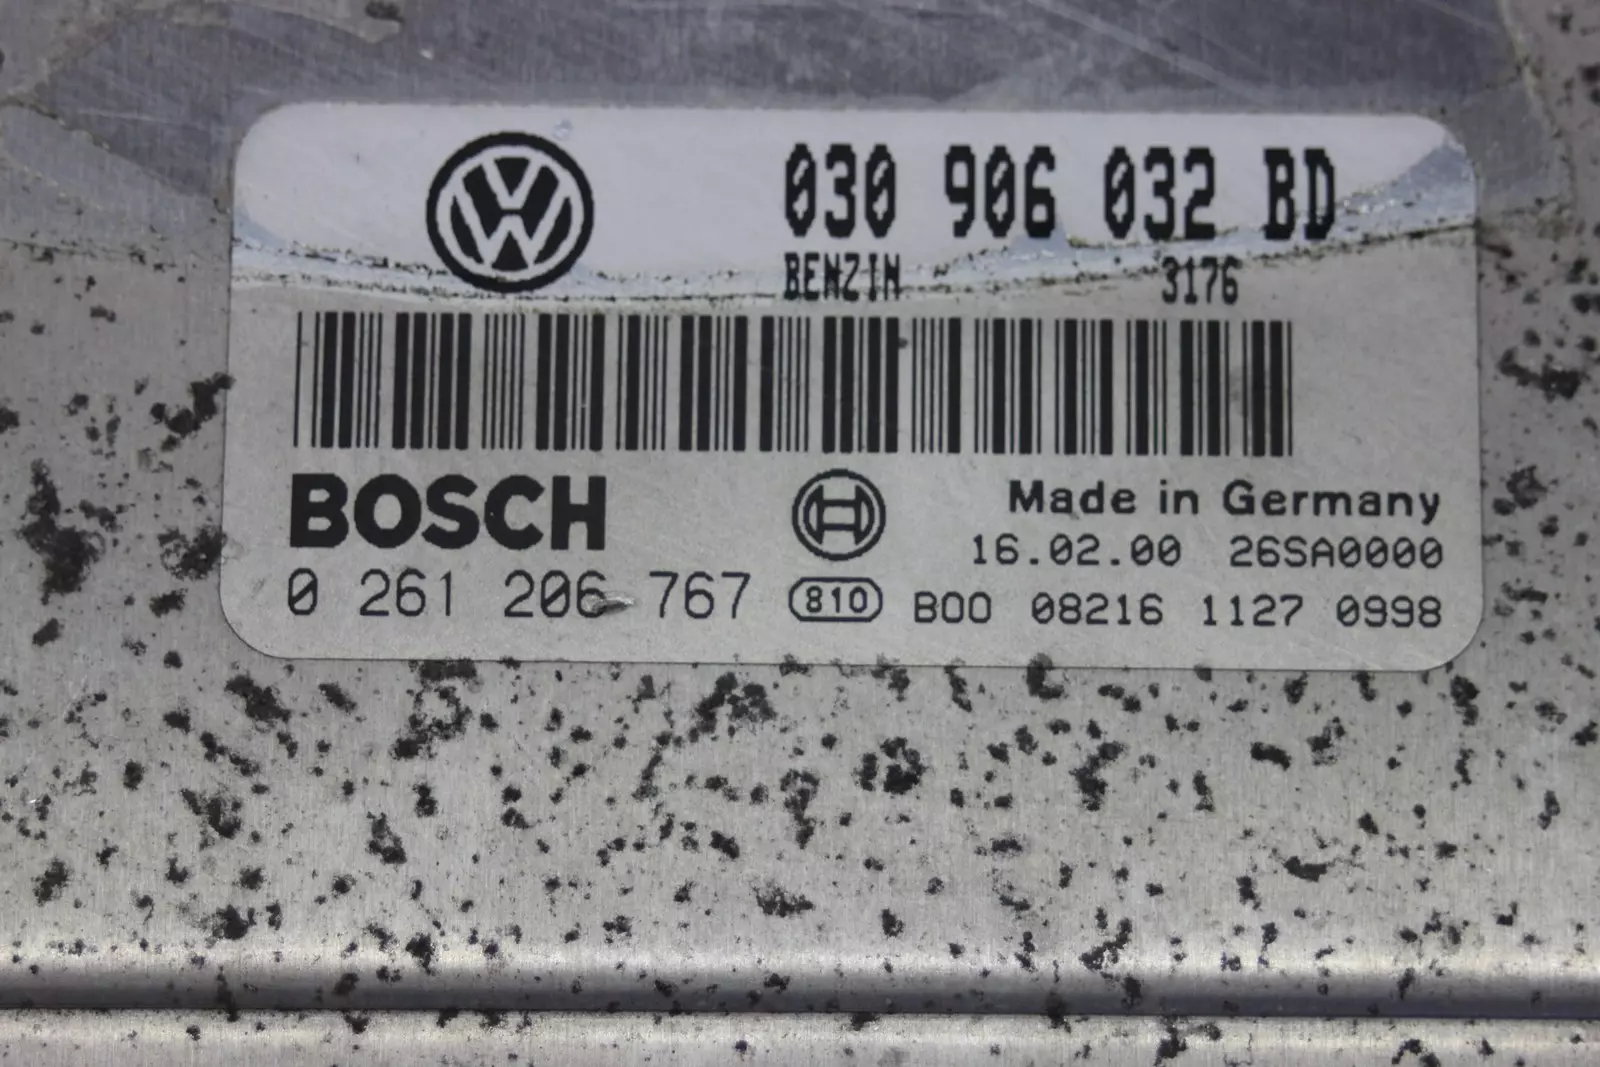 030 906 032 BD
BENZIN 3176
BOSCH
Made in Germany
16.02.00 26SA0000
0 261 206 767 810 B00 08216 1127 0998